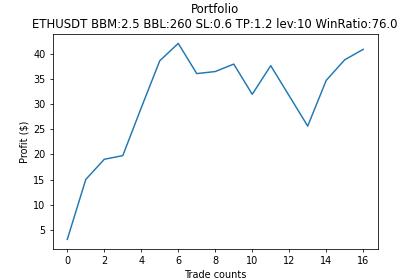 Portfolio
ETHUSDT BBM:2.5 BBL:260 SL:0.6 TP:1.2 lev:10 WinRatio:76.0
40
35
30
25
20
15
10
5
Profit ($)
0 2 4 6 8 10 12 14 16
Trade counts